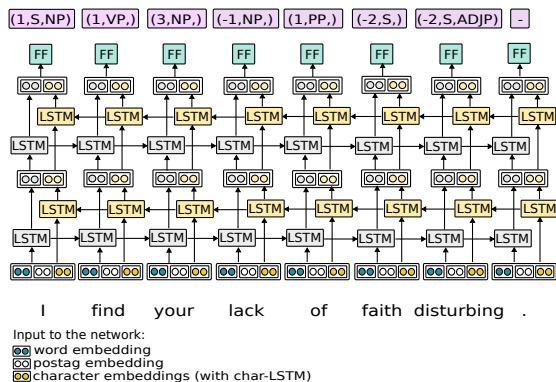 (1,S,NP) (1,VP,) (3,NP,) (-1,NP,) (1,PP,) (-2,S,) (-2,S,ADJP) -
FF FF FF FF FF FF FF FF
LSTM LSTM LSTM LSTM LSTM LSTM LSTM LSTM
LSTM LSTM LSTM LSTM LSTM LSTM LSTM LSTM
LSTM LSTM LSTM LSTM LSTM LSTM LSTM LSTM
LSTM LSTM LSTM LSTM LSTM LSTM LSTM LSTM
I find your lack of faith disturbing .
Input to the network:
word embedding
postag embedding
character embeddings (with char-LSTM)